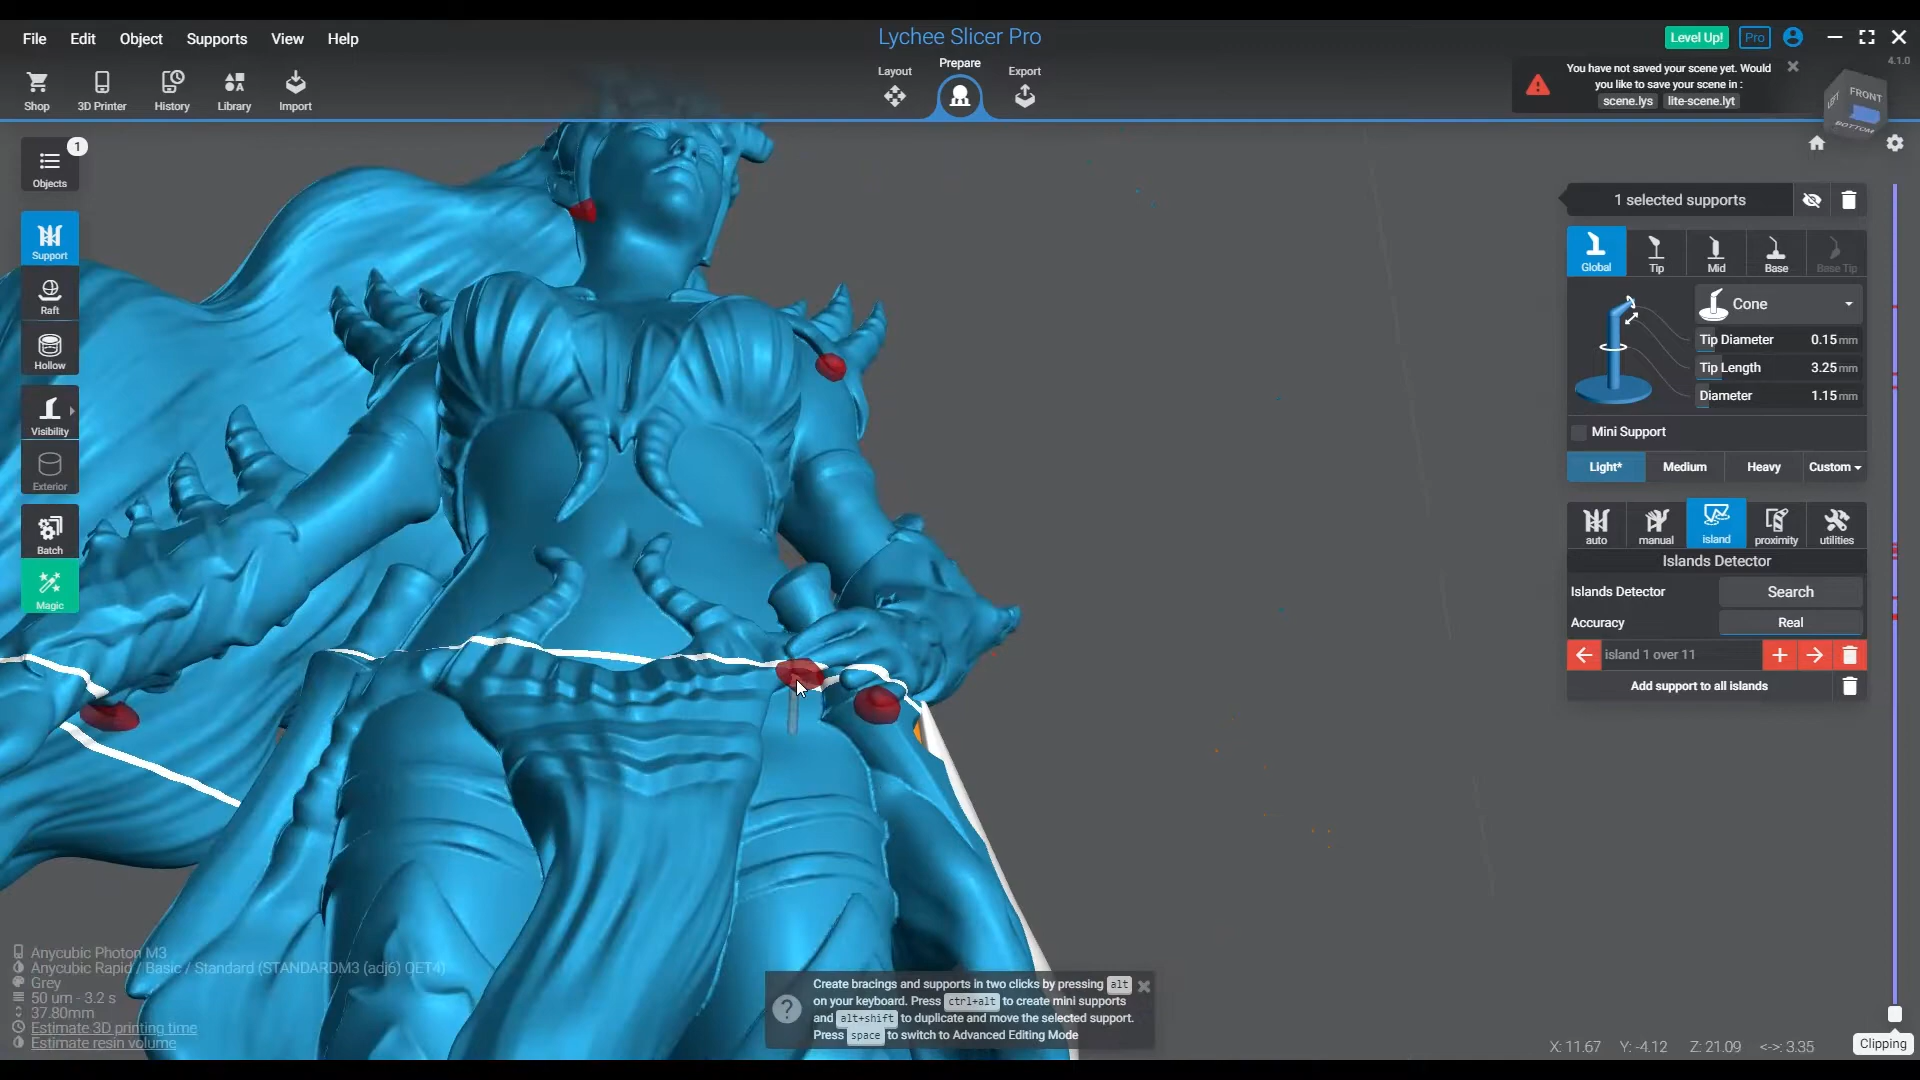 File Edit Object Supports View Help
Lychee Slicer Pro
Level Up! Pro
4.1.0
Shop 3D Printer History Library Import
Layout Prepare Export
You have not saved your scene yet. Would
you like to save your scene in :
scene.lys lite-scene.lyt
LEFT FRONT
BOTTOM
1
Objects
Support
Raft
Hollow
Visibility
Exterior
Batch
Magic
1 selected supports
Global Tip Mid Base Base Tip
Cone
Tip Diameter 0.15 mm
Tip Length 3.25 mm
Diameter 1.15 mm
Mini Support
Light* Medium Heavy Custom
auto manual island proximity utilities
Islands Detector
Islands Detector Search
Accuracy Real
island 1 over 11
Add support to all islands
Anycubic Photon M3
Anycubic Rapid / Basic / Standard (STANDARDM3 (adj6) OET4)
Grey
50 um - 3.2 s
37.80mm
Estimate 3D printing time
Estimate resin volume
? Create bracings and supports in two clicks by pressing alt
on your keyboard. Press ctrl+alt to create mini supports
and alt+shift to duplicate and move the selected support.
Press space to switch to Advanced Editing Mode
X: 11.67 Y: -4.12 Z: 21.09 <->: 3.35
Clipping